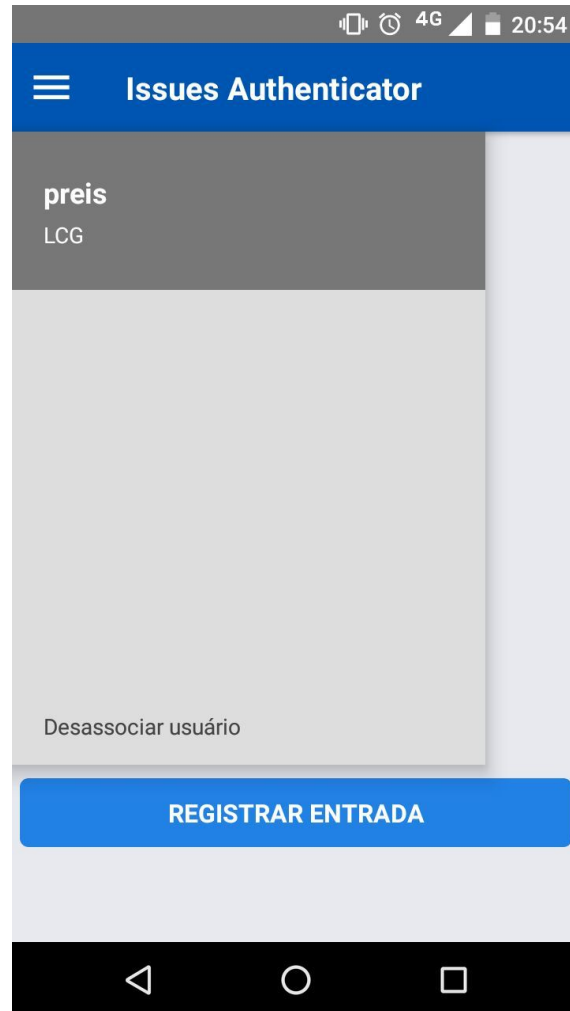 4G 20:54
Issues Authenticator
preis
LCG
Desassociar usuário
REGISTRAR ENTRADA